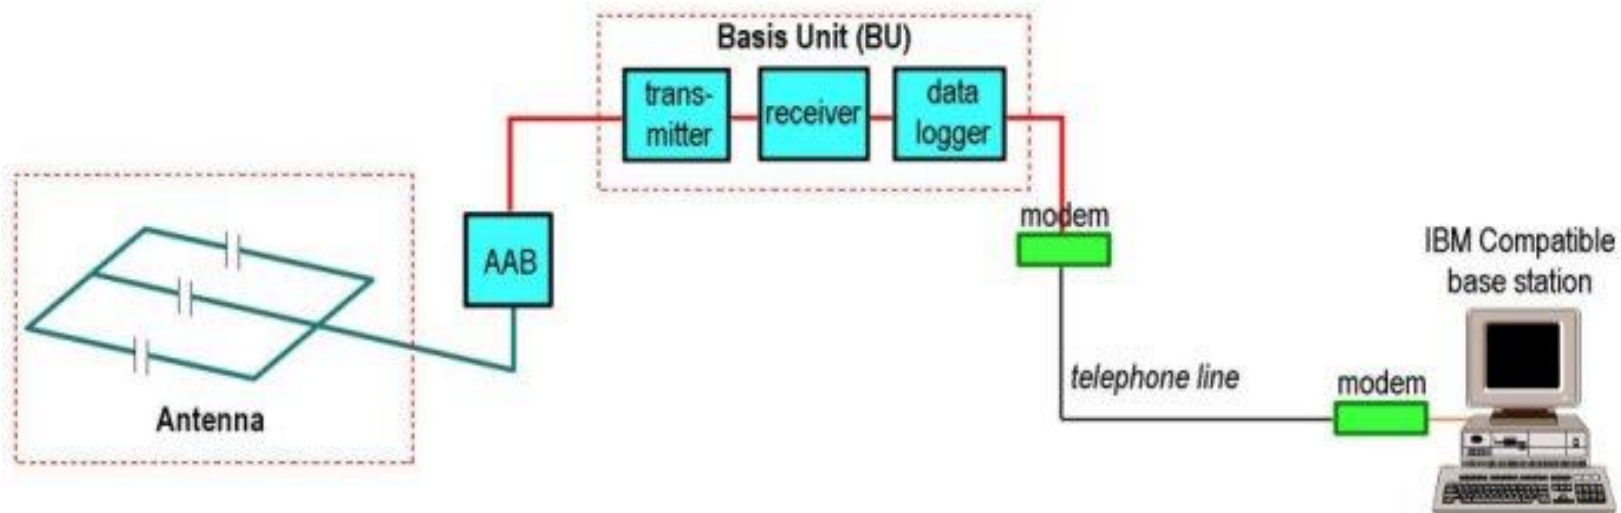 Basis Unit (BU)
trans-
mitter
receiver
data
logger
AAB
Antenna
modem
telephone line
modem
IBM Compatible
base station